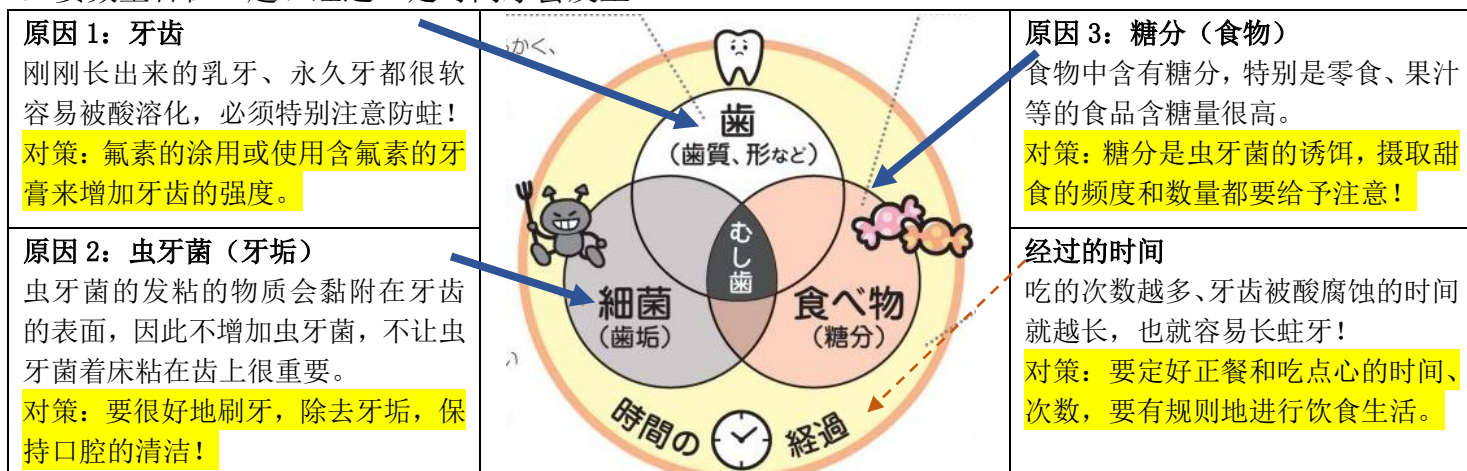 原因 1：牙齿
刚刚长出来的乳牙、永久牙都很软
容易被酸溶化，必须特别注意防蛀！
对策：氟素的涂用或使用含氟素的牙
膏来增加牙齿的强度。
原因 2：虫牙菌（牙垢）
虫牙菌的发粘的物质会黏附在牙齿
的表面，因此不增加虫牙菌，不让虫
牙菌着床粘在齿上很重要。
对策：要很好地刷牙，除去牙垢，保
持口腔的清洁！
かく、
歯
（歯質、形など）
むし歯
細菌
（歯垢）
食べ物
（糖分）
時間の
経過
原因 3：糖分（食物）
食物中含有糖分，特别是零食、果汁
等的食品含糖量很高。
对策：糖分是虫牙菌的诱饵，摄取甜
食的频度和数量都要给予注意！
经过的时间
吃的次数越多、牙齿被酸腐蚀的时间
就越长，也就容易长蛀牙！
对策：要定好正餐和吃点心的时间、
次数，要有规则地进行饮食生活。